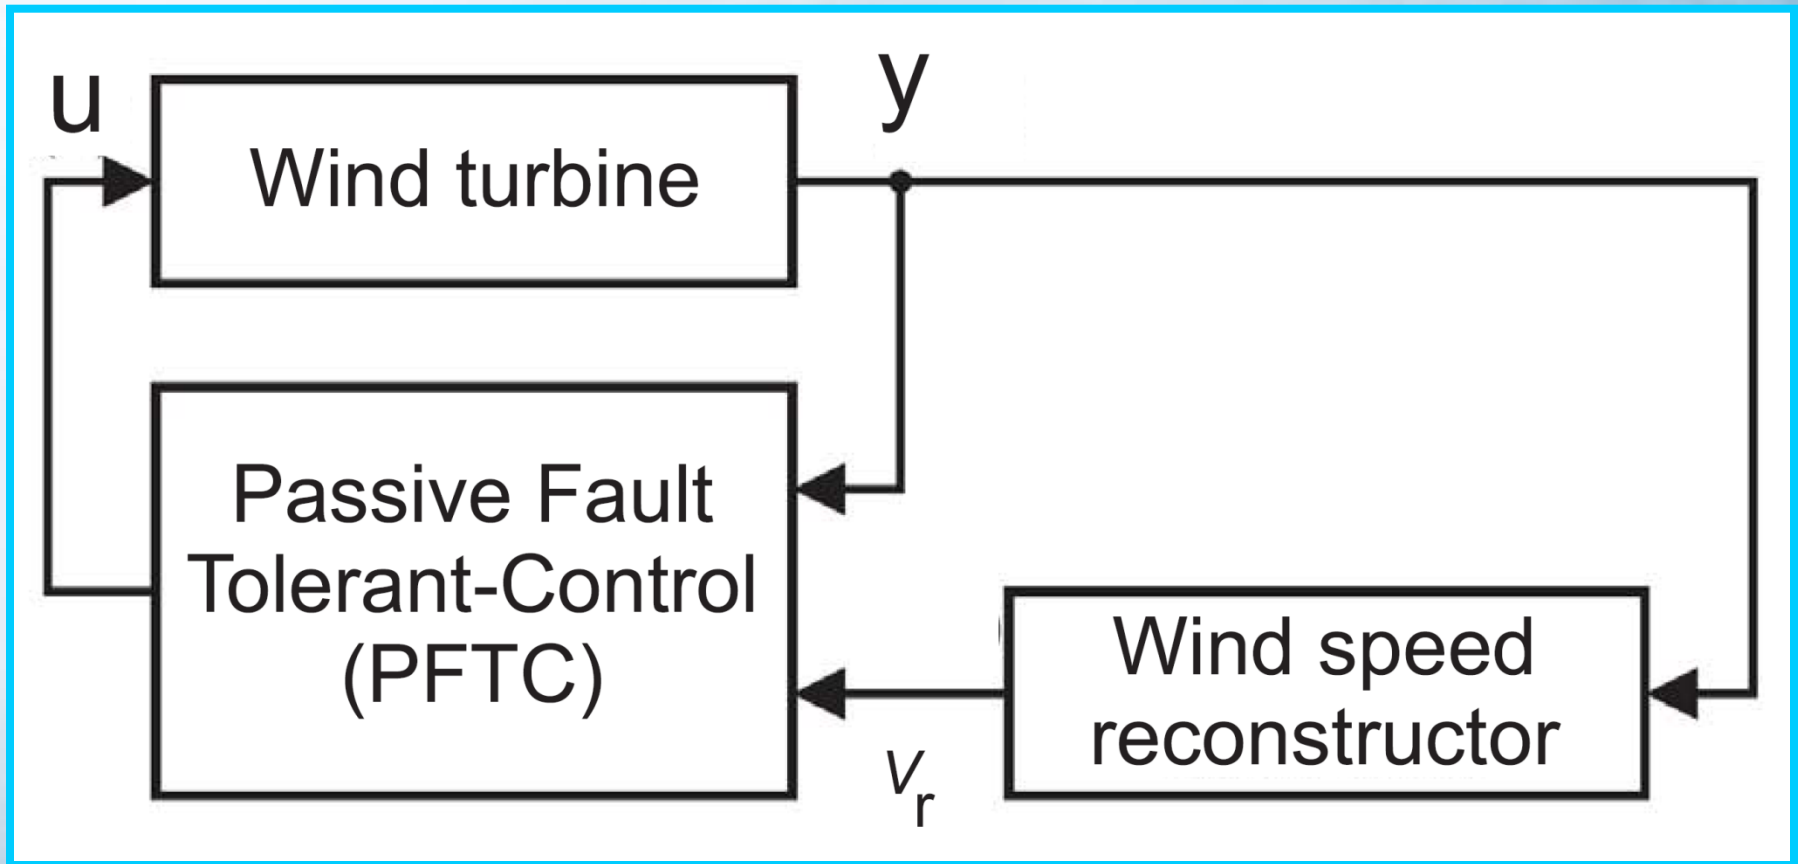 u
y
Wind turbine
Passive Fault
Tolerant-Control
(PFTC)
Wind speed
reconstructor
vr